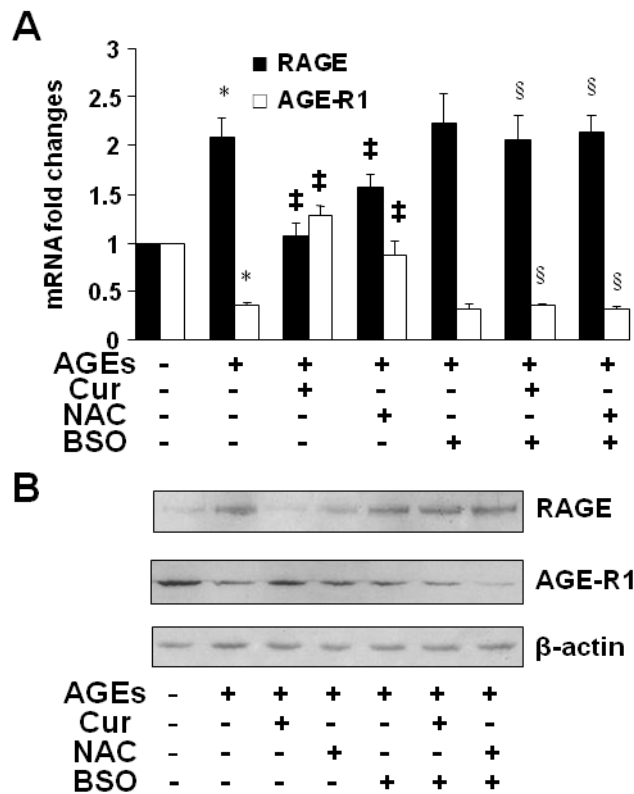 A
mRNA fold changes
3
2.5
2
1.5
1
0.5
0
RAGE
AGE-R1
* * ‡ ‡ ‡ ‡ § § § §
AGEs - + + + + + +
Cur - - + - - + -
NAC - - - + - - +
BSO - - - - + + +
B
RAGE
AGE-R1
β-actin
AGEs - + + + + + +
Cur - - + - - + -
NAC - - - + - - +
BSO - - - - + + +